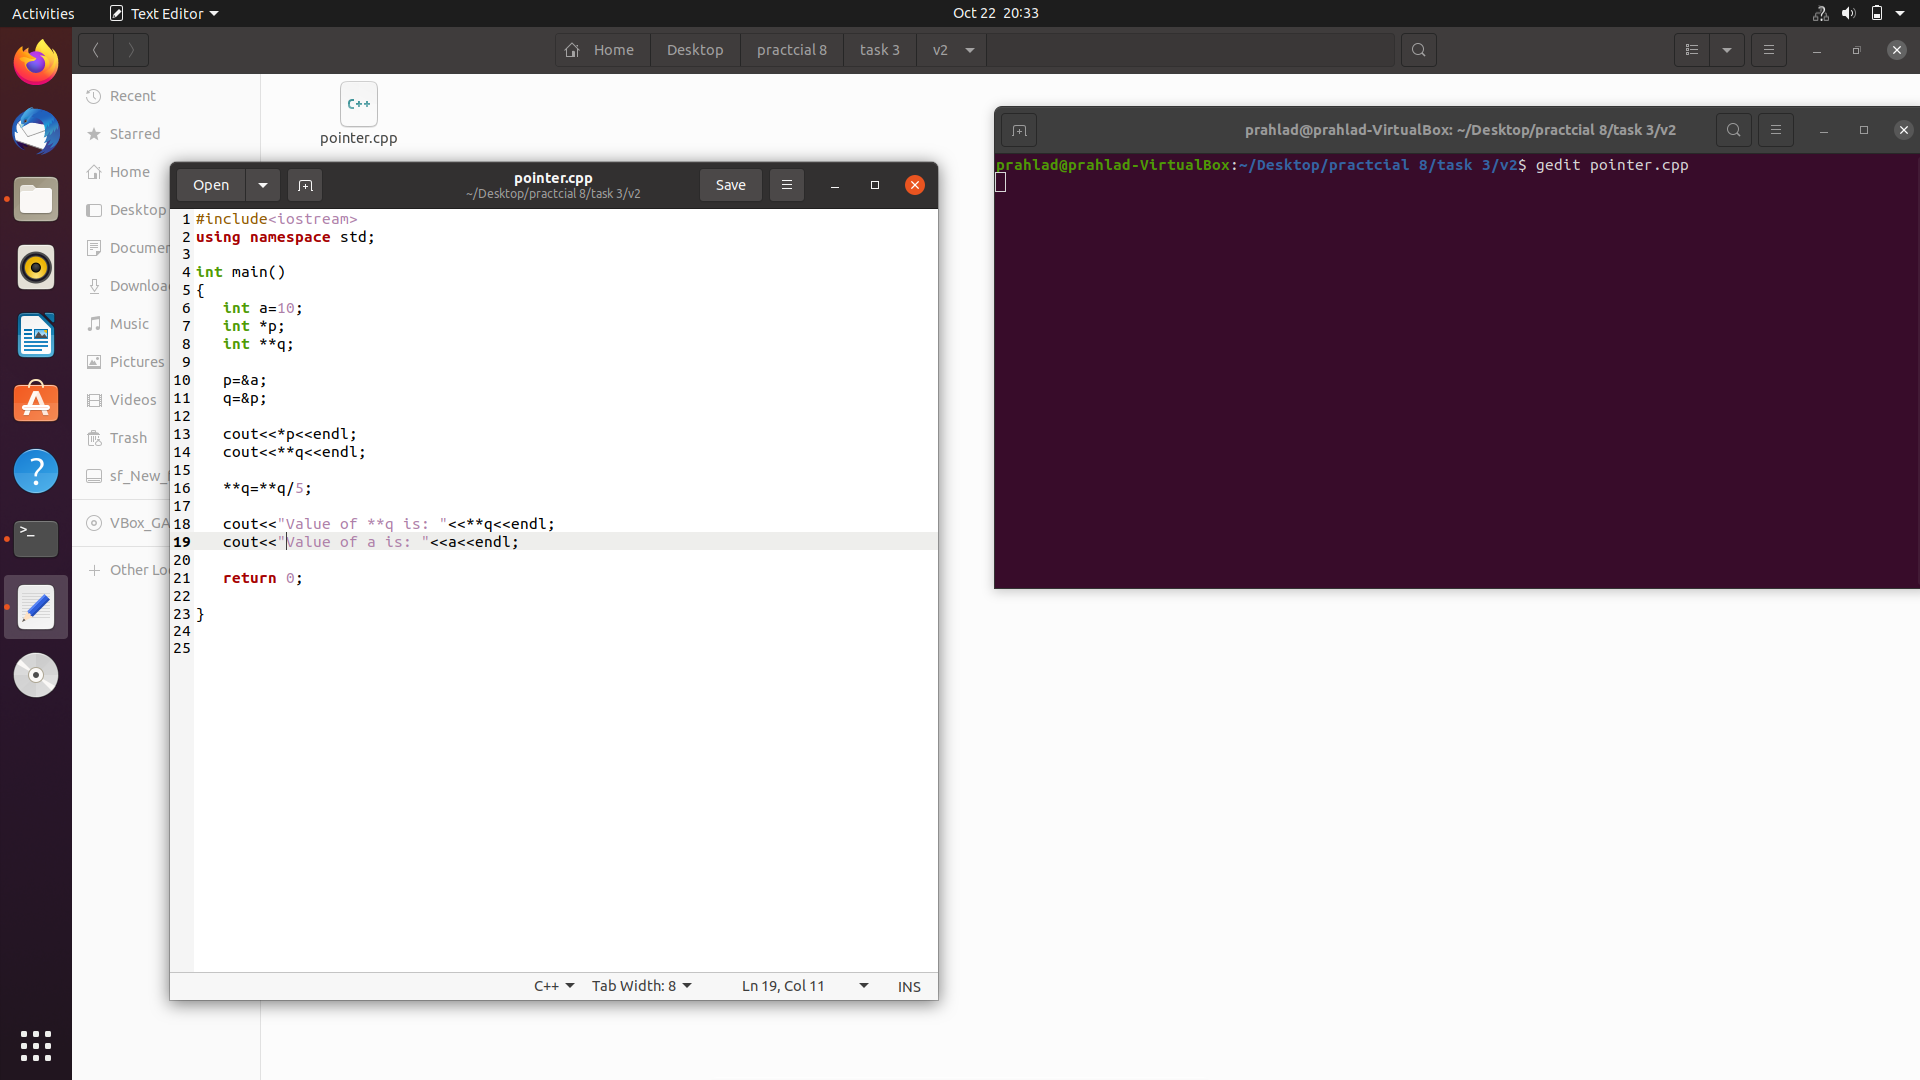 Activities
Text Editor
Oct 22 20:33
Home
Desktop
practcial 8
task 3
v2
Recent
Starred
Home
Desktop
Documen
Downloa
Music
Pictures
Videos
Trash
sf_New_
VBox_GA
Other Lo
C++
pointer.cpp
Open
pointer.cpp
~/Desktop/practcial 8/task 3/v2
Save
1 #include<iostream>
2 using namespace std;
3
4 int main()
5 {
6 int a=10;
7 int *p;
8 int **q;
9
10 p=&a;
11 q=&p;
12
13 cout<<*p<<endl;
14 cout<<**q<<endl;
15
16 **q=**q/5;
17
18 cout<<"Value of **q is: "<<**q<<endl;
19 cout<<"Value of a is: "<<a<<endl;
20
21 return 0;
22
23 }
24
25
C++
Tab Width: 8
Ln 19, Col 11
INS
prahlad@prahlad-VirtualBox: ~/Desktop/practcial 8/task 3/v2
prahlad@prahlad-VirtualBox:~/Desktop/practcial 8/task 3/v2$ gedit pointer.cpp